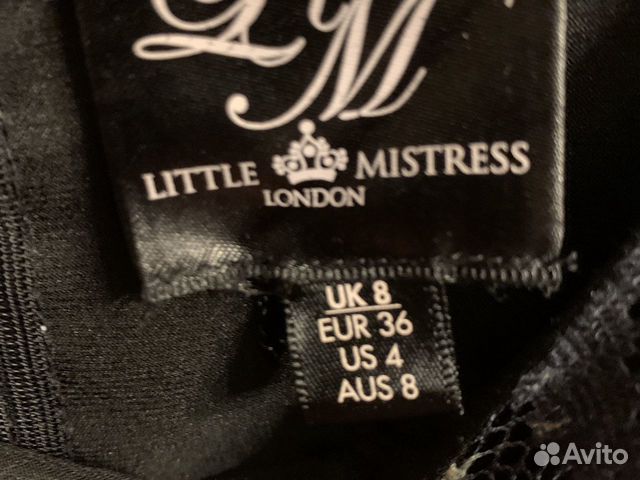 LM
LITTLE MISTRESS
LONDON
UK 8
EUR 36
US 4
AUS 8
Avito